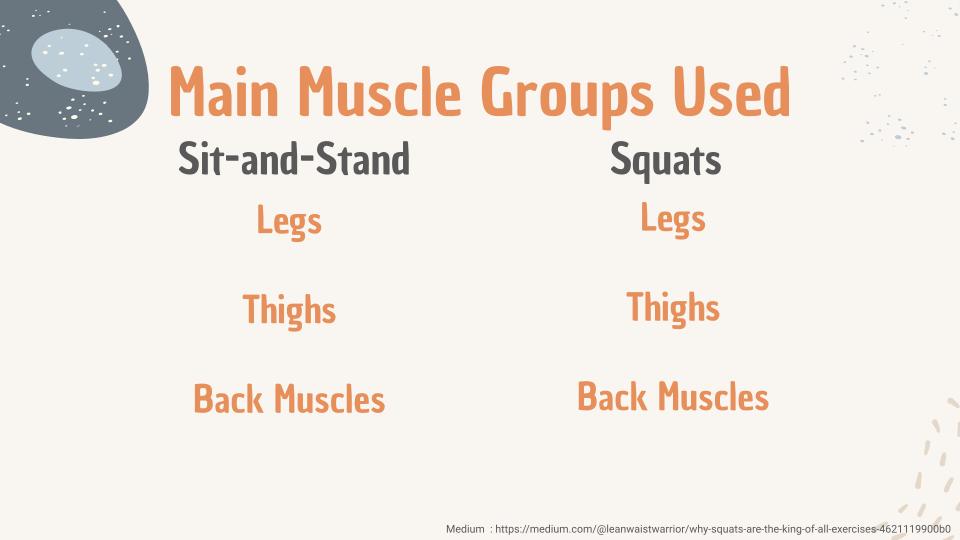 Main Muscle Groups Used
Sit-and-Stand
Legs
Thighs
Back Muscles
Squats
Legs
Thighs
Back Muscles
Medium : https://medium.com/@leanwaistwarrior/why-squats-are-the-king-of-all-exercises-4621119900b0